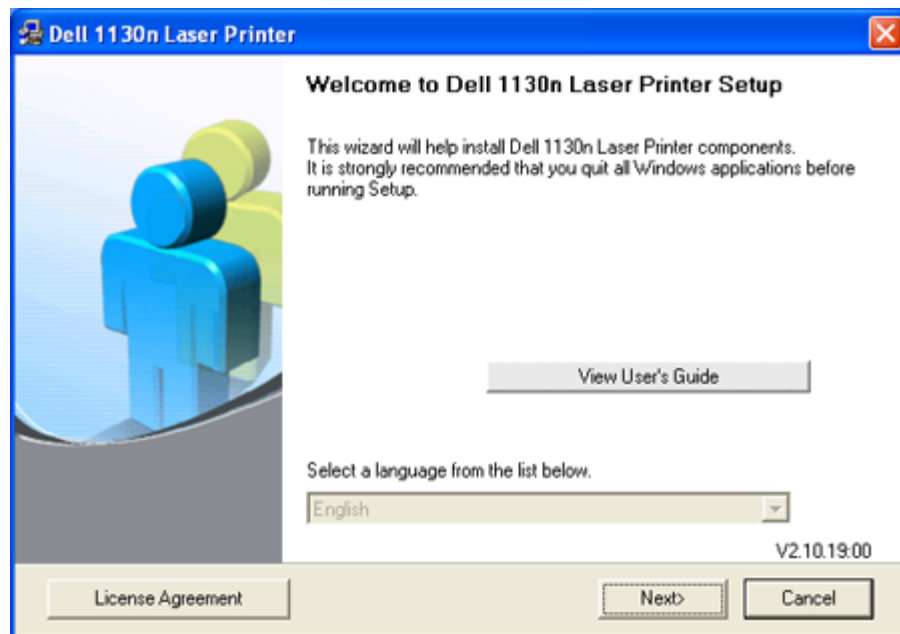 Dell 1130n Laser Printer
Welcome to Dell 1130n Laser Printer Setup
This wizard will help install Dell 1130n Laser Printer components.
It is strongly recommended that you quit all Windows applications before
running Setup.
View User's Guide
Select a language from the list below.
English
V2.10.19:00
License Agreement
Next>
Cancel